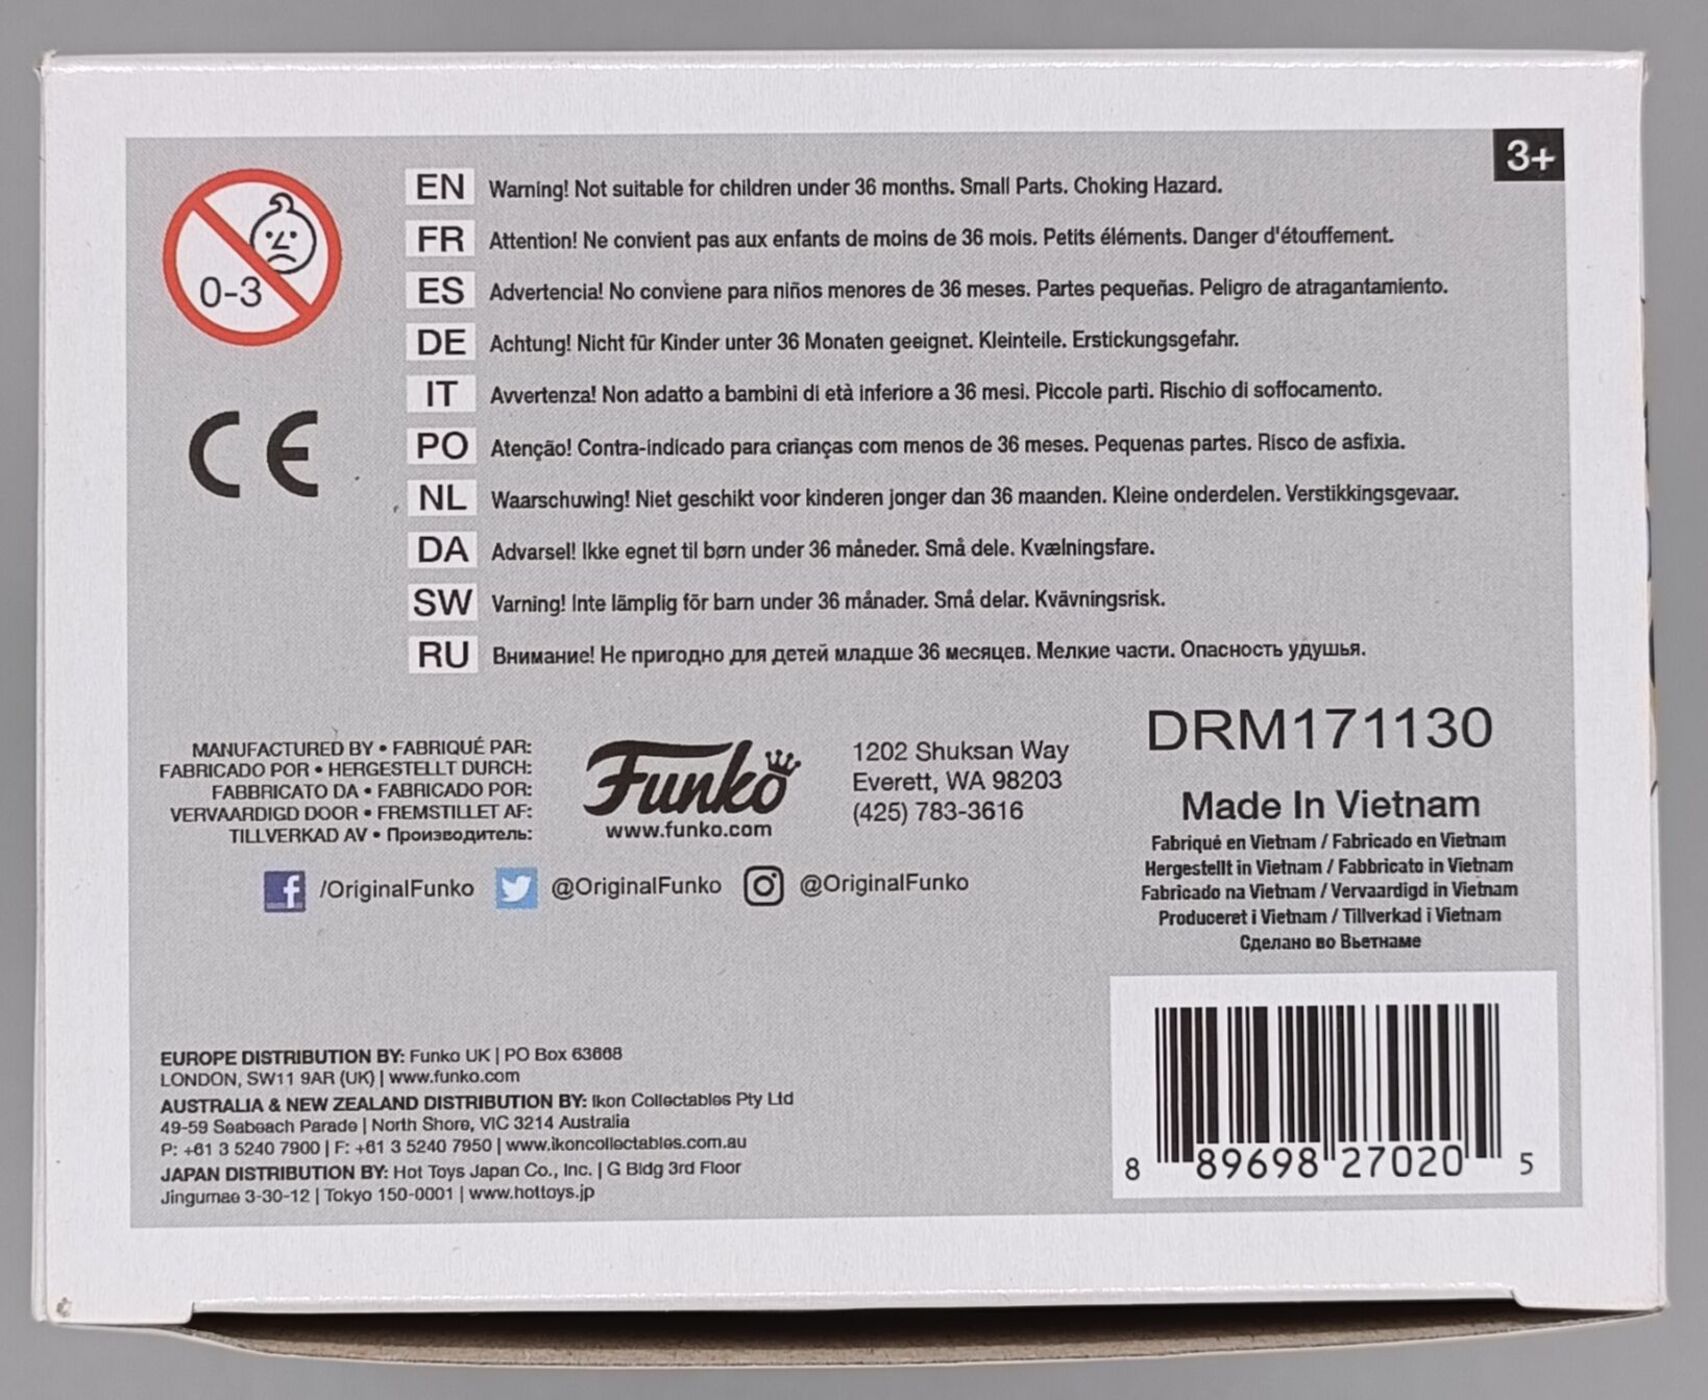 3+
0-3
EN Warning! Not suitable for children under 36 months. Small Parts. Choking Hazard.
FR Attention! Ne convient pas aux enfants de moins de 36 mois. Petits éléments. Danger d'étouffement.
ES Advertencia! No conviene para niños menores de 36 meses. Partes pequeñas. Peligro de atragantamiento.
DE Achtung! Nicht für Kinder unter 36 Monaten geeignet. Kleinteile. Erstickungsgefahr.
IT Avvertenza! Non adatto a bambini di età inferiore a 36 mesi. Piccole parti. Rischio di soffocamento.
PO Atenção! Contra-indicado para crianças com menos de 36 meses. Pequenas partes. Risco de asfixia.
NL Waarschuwing! Niet geschikt voor kinderen jonger dan 36 maanden. Kleine onderdelen. Verstikkingsgevaar.
DA Advarsel! Ikke egnet til børn under 36 måneder. Små dele. Kvælningsfare.
SW Varning! Inte lämplig för barn under 36 månader. Små delar. Kvävningsrisk.
RU Внимание! Не пригодно для детей младше 36 месяцев. Мелкие части. Опасность удушья.
CE
MANUFACTURED BY • FABRIQUÉ PAR:
FABRICADO POR • HERGESTELLT DURCH:
FABBRICATO DA • FABRICADO POR:
VERVAARDIGD DOOR • FREMSTILLET AF:
TILLVERKAD AV • Производитель:
Funko
www.funko.com
1202 Shuksan Way
Everett, WA 98203
(425) 783-3616
/OriginalFunko @OriginalFunko @OriginalFunko
DRM171130
Made In Vietnam
Fabriqué en Vietnam / Fabricado en Vietnam
Hergestellt in Vietnam / Fabbricato in Vietnam
Fabricado na Vietnam / Vervaardigd in Vietnam
Produceret i Vietnam / Tillverkad i Vietnam
Сделано во Вьетнаме
EUROPE DISTRIBUTION BY: Funko UK | PO Box 63668
LONDON, SW11 9AR (UK) | www.funko.com
AUSTRALIA & NEW ZEALAND DISTRIBUTION BY: Ikon Collectables Pty Ltd
49-59 Seabeach Parade | North Shore, VIC 3214 Australia
P: +61 3 5240 7900 | F: +61 3 5240 7950 | www.ikoncollectables.com.au
JAPAN DISTRIBUTION BY: Hot Toys Japan Co., Inc. | G Bldg 3rd Floor
Jingumae 3-30-12 | Tokyo 150-0001 | www.hottoys.jp
8 89698 27020 5